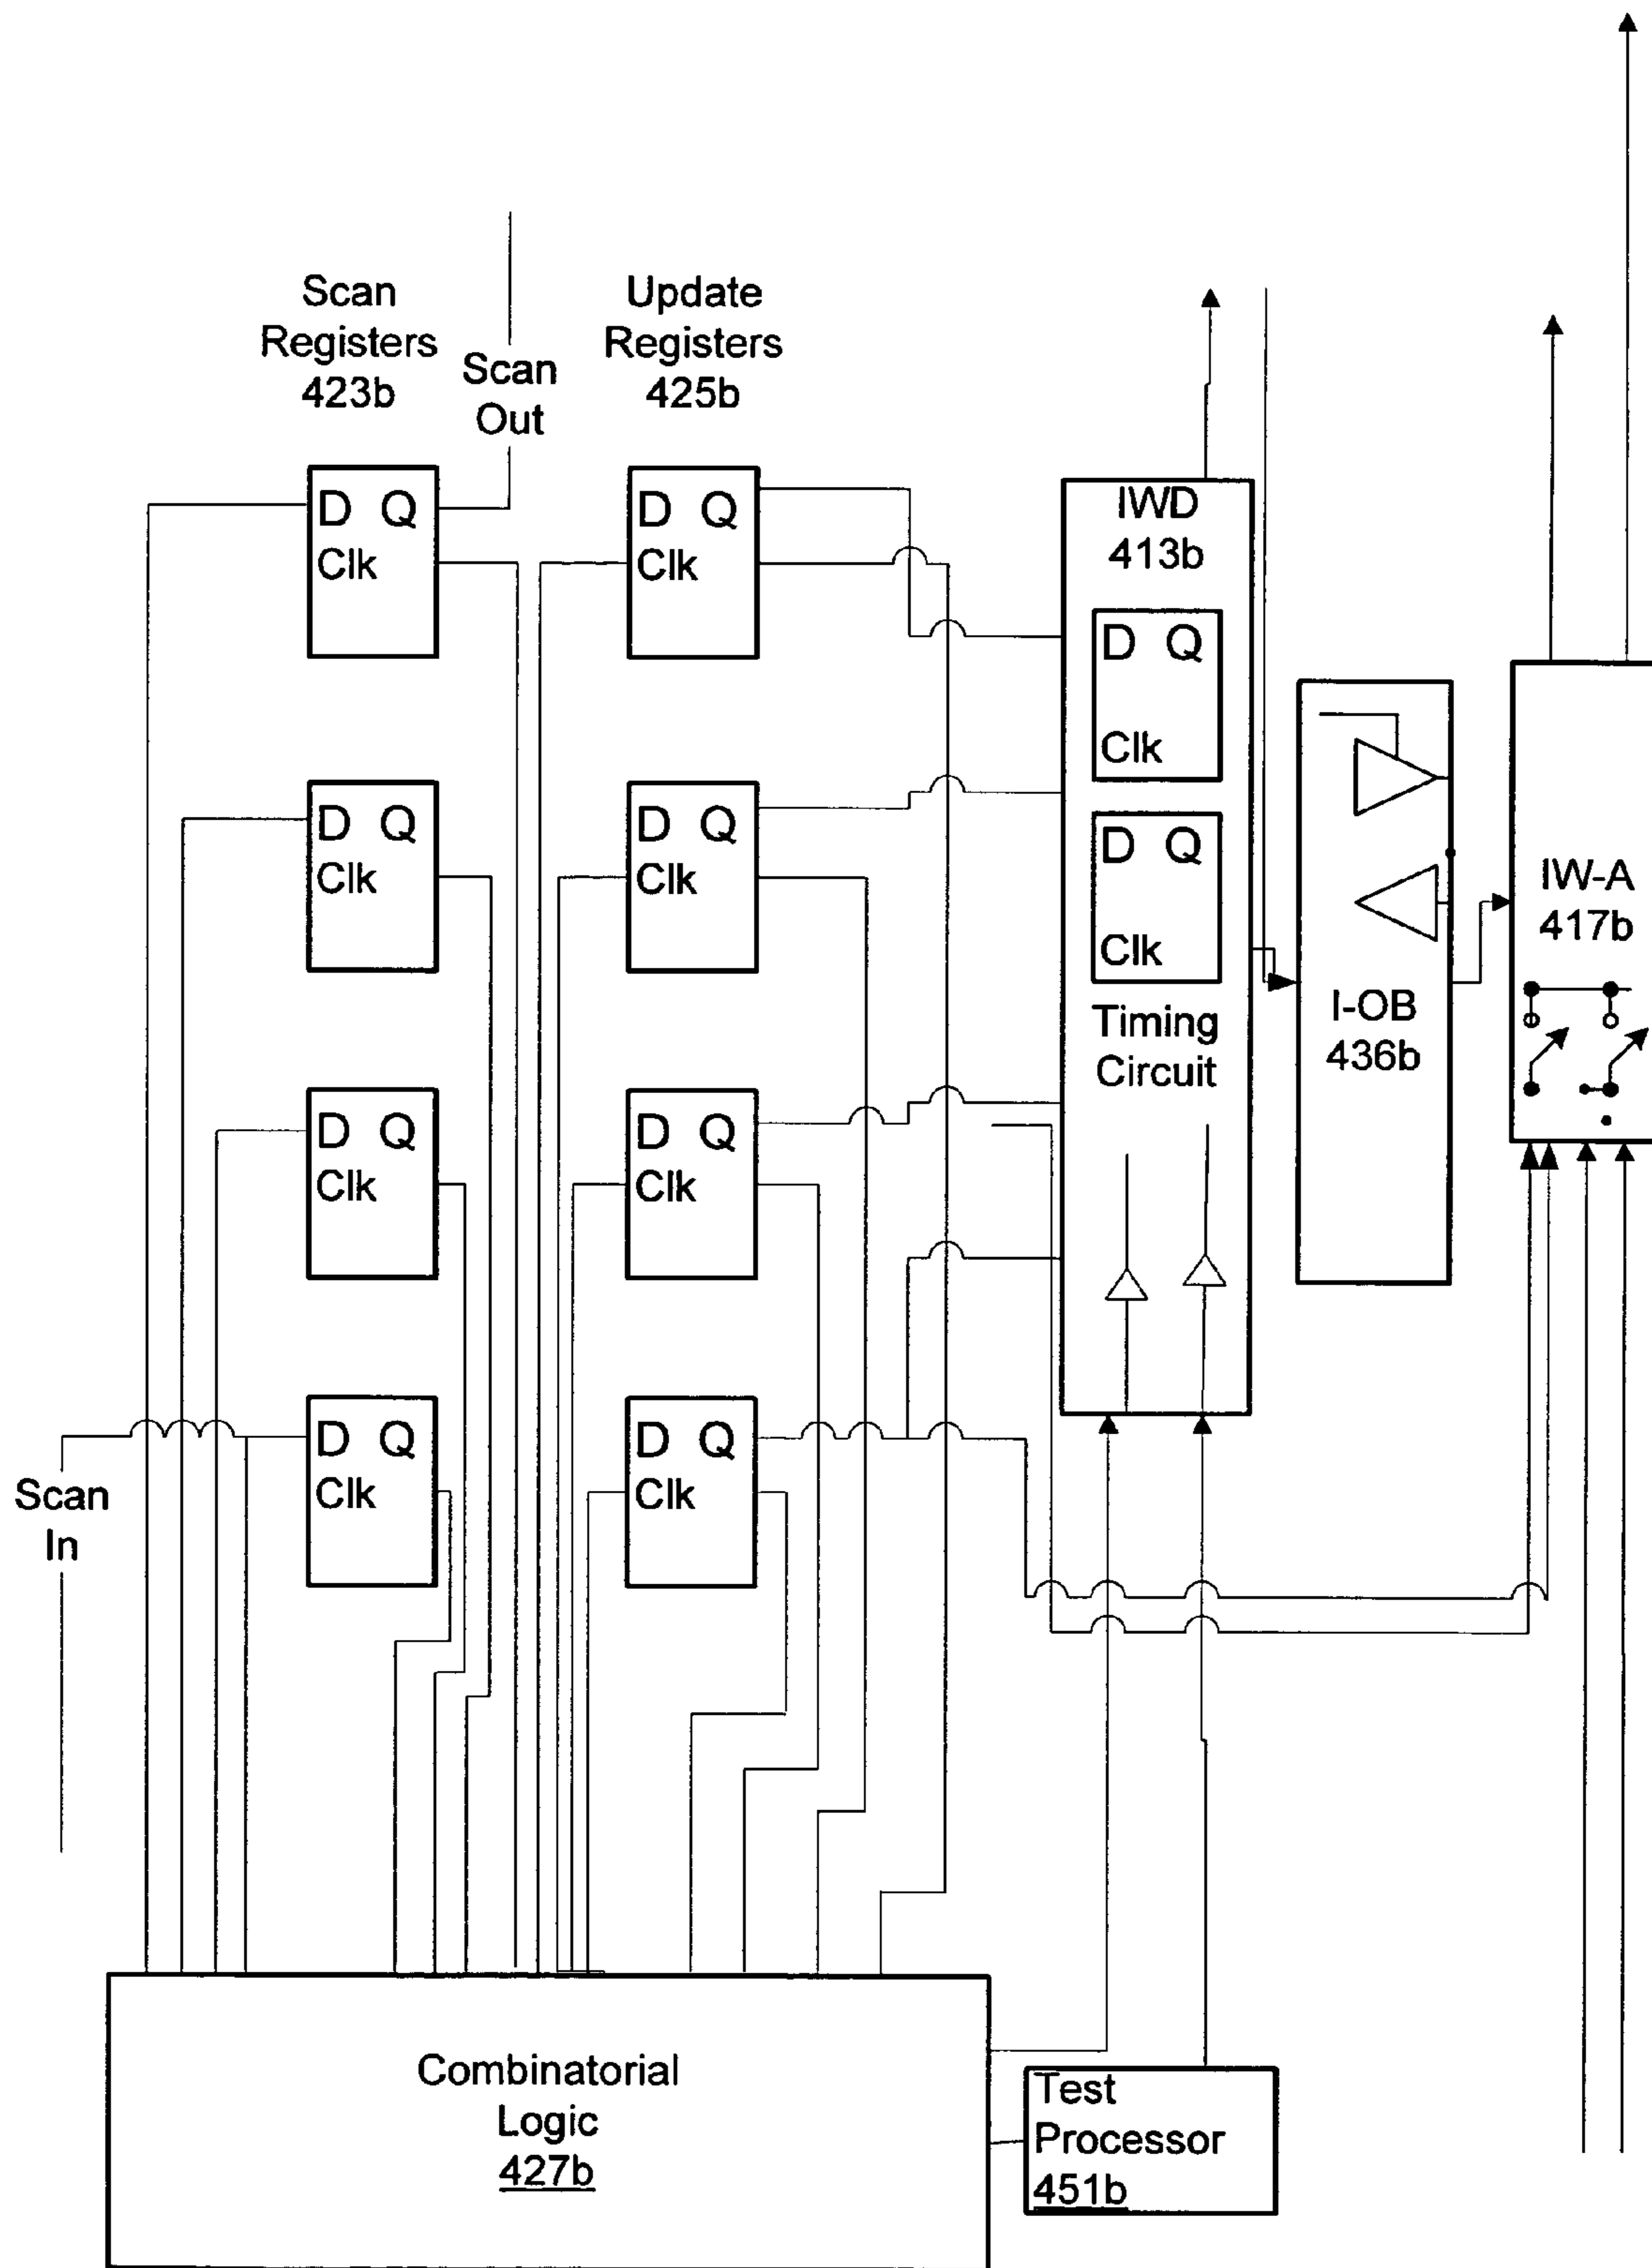 Scan
Registers
423b
Scan
Out
Update
Registers
425b
D Q
Clk
D Q
Clk
D Q
Clk
D Q
Clk
D Q
Clk
D Q
Clk
D Q
Clk
D Q
Clk
Scan
In
IWD
413b
D Q
Clk
D Q
Clk
Timing
Circuit
I-OB
436b
IW-A
417b
Combinatorial
Logic
427b
Test
Processor
451b